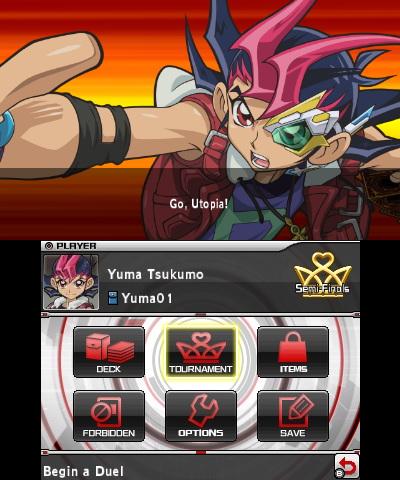 Go, Utopia!
PLAYER
Yuma Tsukumo
Yuma01
Semi-Finals
DECK
TOURNAMENT
ITEMS
FORBIDDEN
OPTIONS
SAVE
Begin a Duel
B